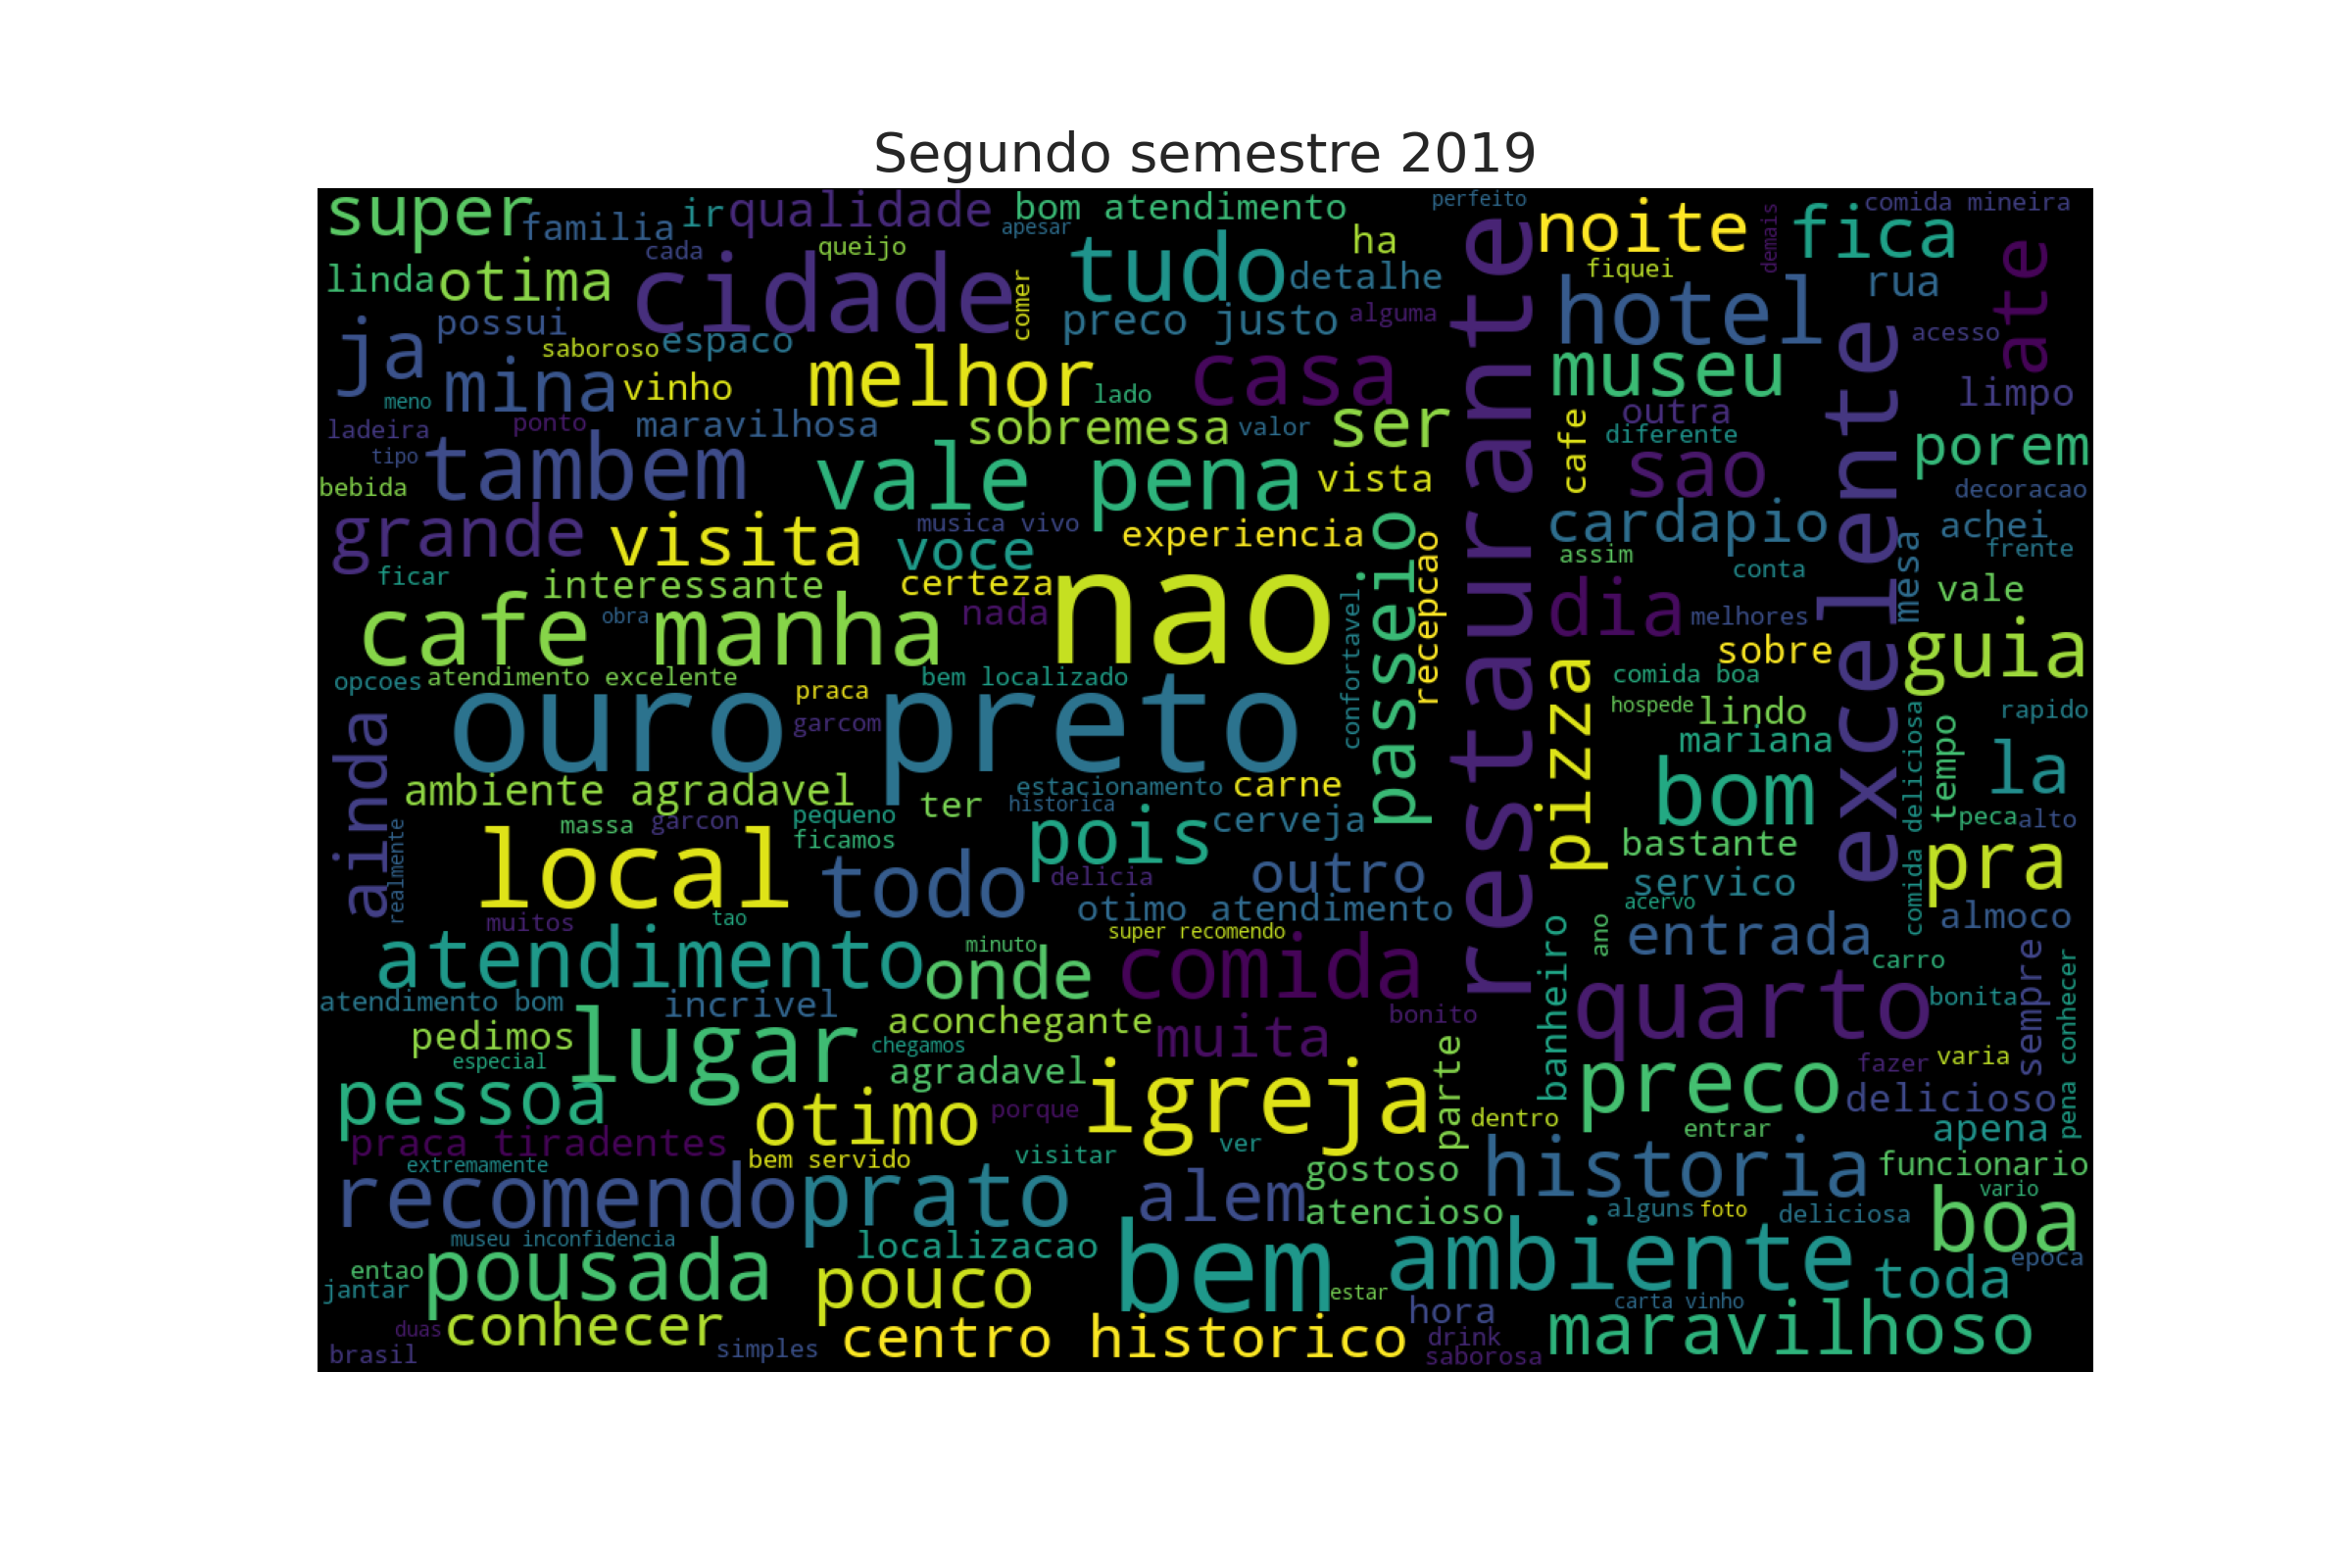 Segundo semestre 2019
super familia ir qualidade bom atendimento perfeito noite fica comida mineira
cada queijo apesar tudo ha demais ate
linda otima cidade comer detalhe fiquei hotel rua
ja possui saboroso espaco preco justo alguma acesso
mina vinho melhor lado casa museu limpo
meno ladeira ponto maravilhosa sobremesa valor ser cafe outra diferente porem
tipo bebida tambem vale pena vista sao decoracao
grande visita musica vivo voce experiencia passeio recepcao restaurante cardapio excelente achei frente
ficar interessante certeza nao assim conta mesa vale
cafe manha obra nada confortavel dia melhores sobre guia
opcoes atendimento excelente praca bem localizado pizza comida boa
ouro preto garcom hospede lindo mariana comida deliciosa tempo rapido
ainda ambiente agradavel ter estacionamento historica carne bom la
realmente massa garcon pequeno ficamos pois cerveja bastante peca alto
local todo delicia outro servico pra
muitos tao otimo atendimento acervo almoco
atendimento minuto super recomendo onde comida banheiro ano entrada carro sempre pena conhecer
atendimento bom incrivel aconchegante muita bonito quarto bonita
pedimos especial lugar chegamos agradavel parte preco fazer varia
pessoa otimo porque igreja dentro delicioso
praca tiradentes ver entrar apena
extremamente bem servido visitar gostoso historia funcionario
recomendo prato alem atencioso alguns foto deliciosa vario boa
museu inconfidencia localizacao bem ambiente epoca
entao jantar pousada pouco estar carta vinho toda
duas conhecer simples centro historico hora drink maravilhoso
brasil saborosa